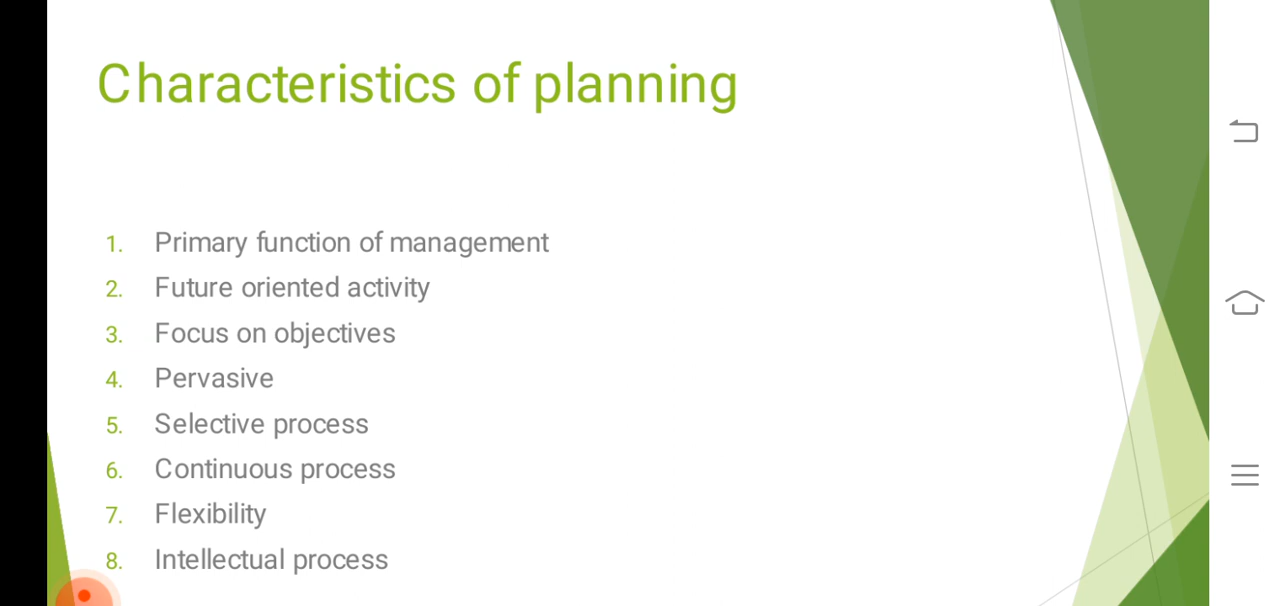 Characteristics of planning
1. Primary function of management
2. Future oriented activity
3. Focus on objectives
4. Pervasive
5. Selective process
6. Continuous process
7. Flexibility
8. Intellectual process